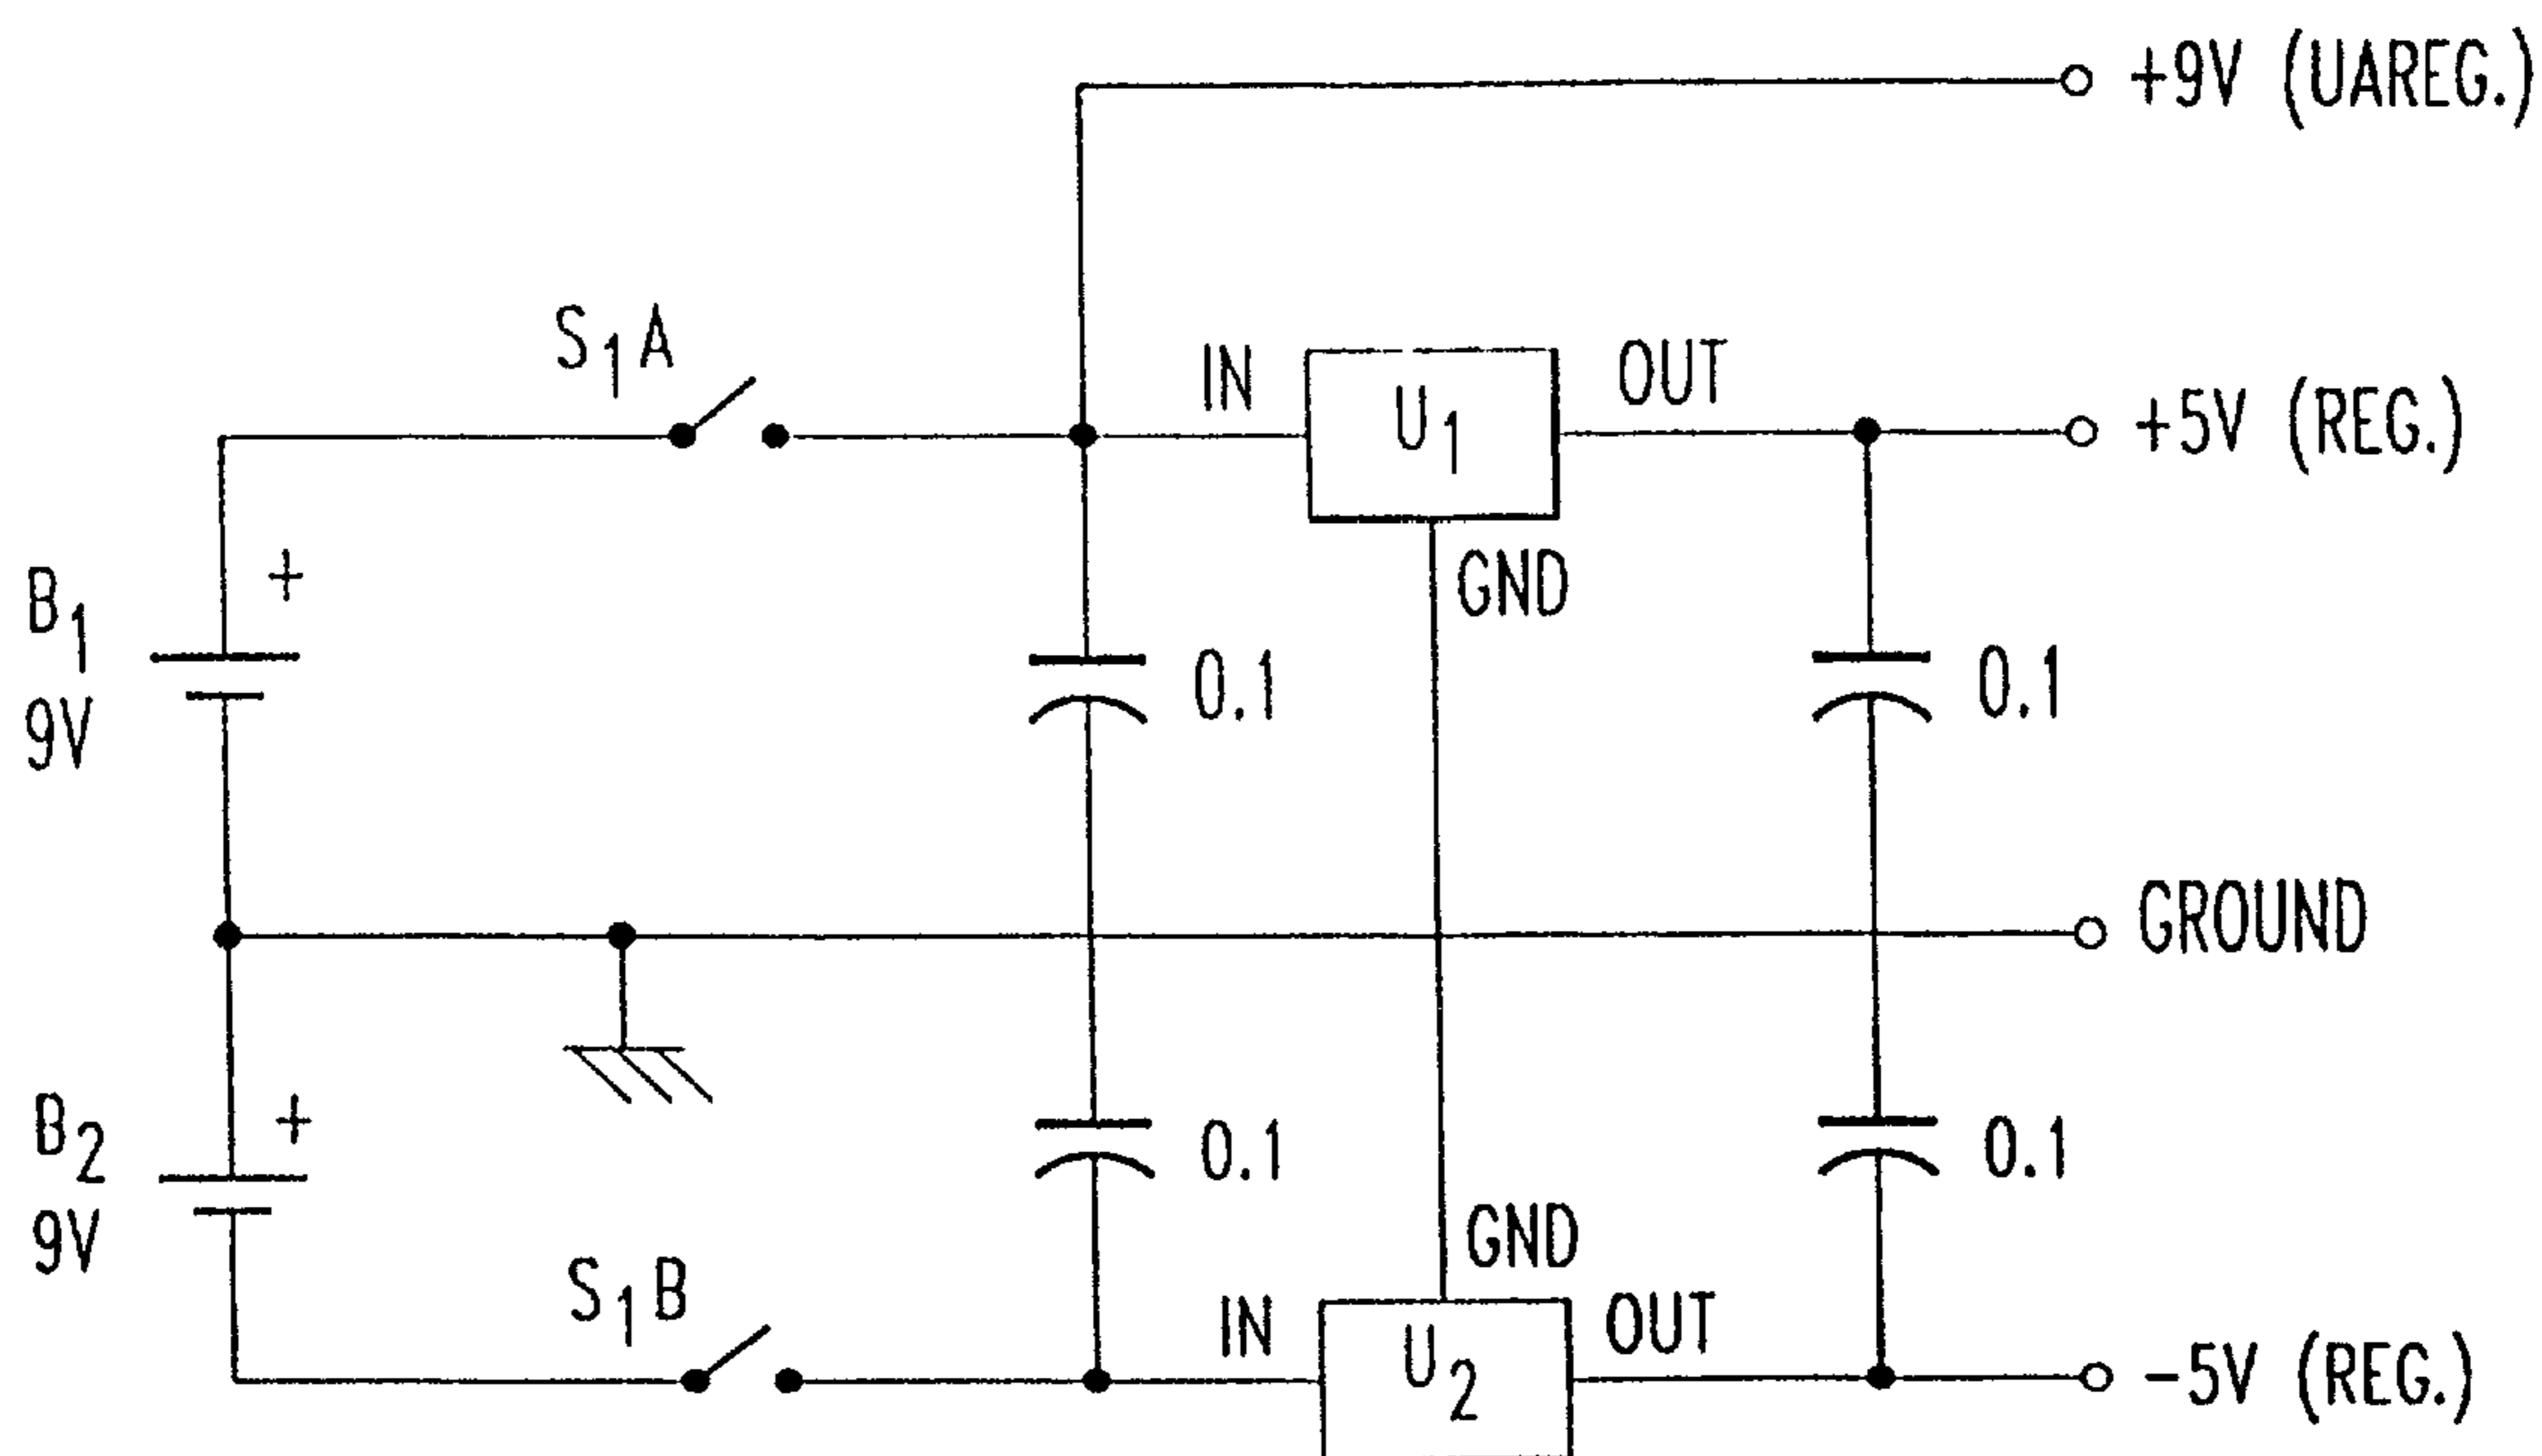 +9V (UAREG.)
S1A
IN
U1
OUT
+5V (REG.)
GND
+
B1
9V
0.1
0.1
GROUND
+
B2
9V
0.1
0.1
GND
S1B
IN
U2
OUT
-5V (REG.)